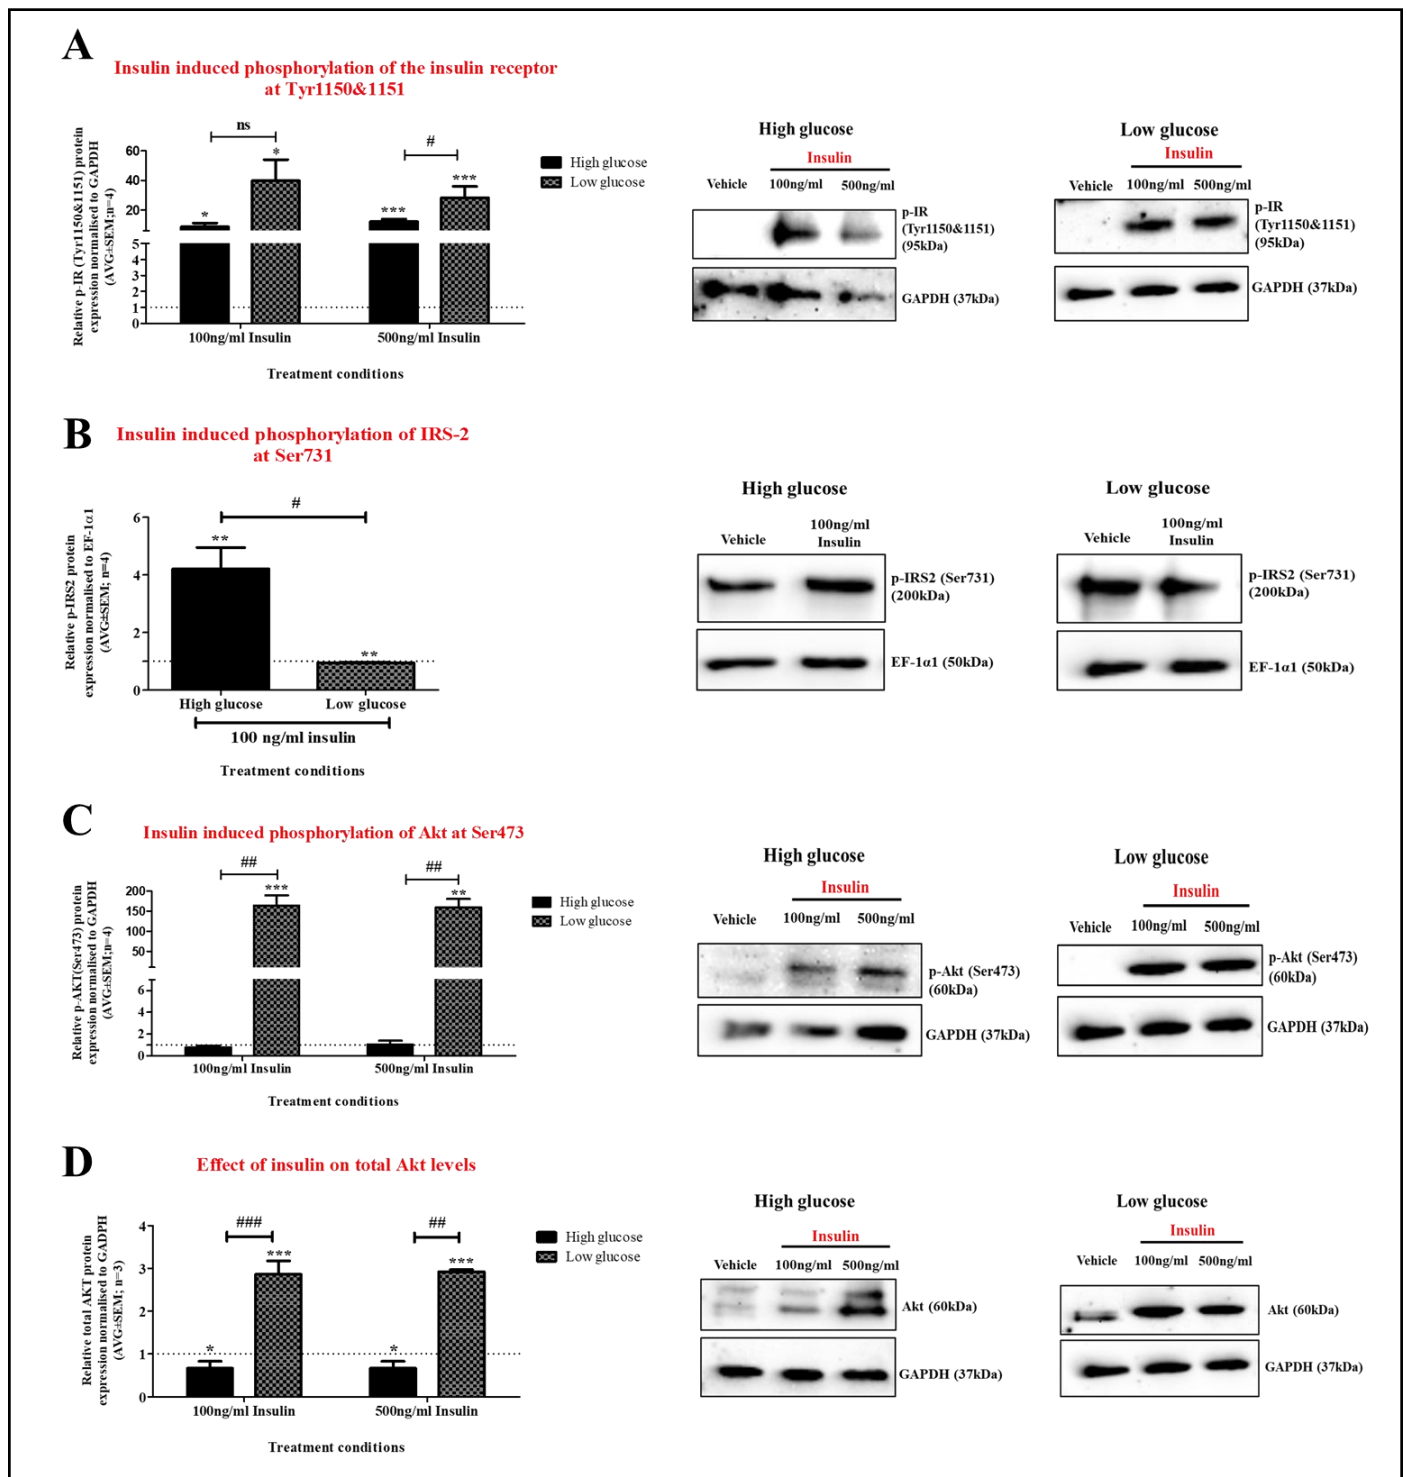 A
Insulin induced phosphorylation of the insulin receptor
at Tyr1150&1151
Relative p-IR (Tyr1150&1151) protein
expression normalised to GAPDH
(AVG±SEM;n=4)
ns
*
#
***
*
***
60
40
20
5
4
3
2
1
0
100ng/ml Insulin
500ng/ml Insulin
Treatment conditions
High glucose
Low glucose
High glucose
Insulin
Vehicle
100ng/ml
500ng/ml
p-IR
(Tyr1150&1151)
(95kDa)
GAPDH (37kDa)
Low glucose
Insulin
Vehicle
100ng/ml
500ng/ml
p-IR
(Tyr1150&1151)
(95kDa)
GAPDH (37kDa)
B
Insulin induced phosphorylation of IRS-2
at Ser731
Relative p-IRS2 protein
expression normalised to EF-1α1
(AVG±SEM; n=4)
#
**
**
6
4
2
0
High glucose
Low glucose
100 ng/ml insulin
Treatment conditions
High glucose
Vehicle
100ng/ml
Insulin
p-IRS2 (Ser731)
(200kDa)
EF-1α1 (50kDa)
Low glucose
Vehicle
100ng/ml
Insulin
p-IRS2 (Ser731)
(200kDa)
EF-1α1 (50kDa)
C
Insulin induced phosphorylation of Akt at Ser473
Relative p-AKT(Ser473) protein
expression normalised to GAPDH
(AVG±SEM;n=4)
##
***
##
**
200
150
100
50
6
4
2
0
100ng/ml Insulin
500ng/ml Insulin
Treatment conditions
High glucose
Low glucose
High glucose
Insulin
Vehicle
100ng/ml
500ng/ml
p-Akt (Ser473)
(60kDa)
GAPDH (37kDa)
Low glucose
Insulin
Vehicle
100ng/ml
500ng/ml
p-Akt (Ser473)
(60kDa)
GAPDH (37kDa)
D
Effect of insulin on total Akt levels
Relative total AKT protein
expression normalised to GADPH
(AVG±SEM; n=3)
###
***
##
***
*
*
4
3
2
1
0
100ng/ml Insulin
500ng/ml Insulin
Treatment conditions
High glucose
Low glucose
High glucose
Insulin
Vehicle
100ng/ml
500ng/ml
Akt (60kDa)
GAPDH (37kDa)
Low glucose
Insulin
Vehicle
100ng/ml
500ng/ml
Akt (60kDa)
GAPDH (37kDa)